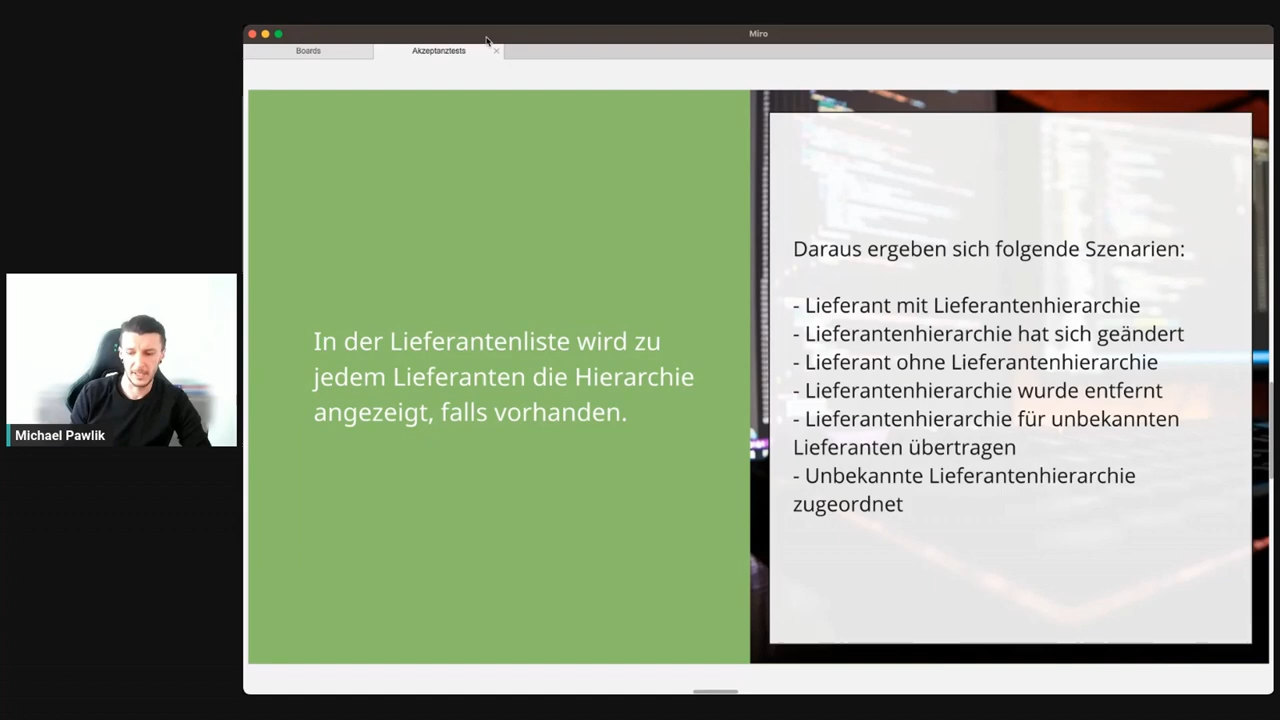 Miro
Boards
Akzeptanztests
In der Lieferantenliste wird zu
jedem Lieferanten die Hierarchie
angezeigt, falls vorhanden.
Daraus ergeben sich folgende Szenarien:
- Lieferant mit Lieferantenhierarchie
- Lieferantenhierarchie hat sich geändert
- Lieferant ohne Lieferantenhierarchie
- Lieferantenhierarchie wurde entfernt
- Lieferantenhierarchie für unbekannten
Lieferanten übertragen
- Unbekannte Lieferantenhierarchie
zugeordnet
Michael Pawlik